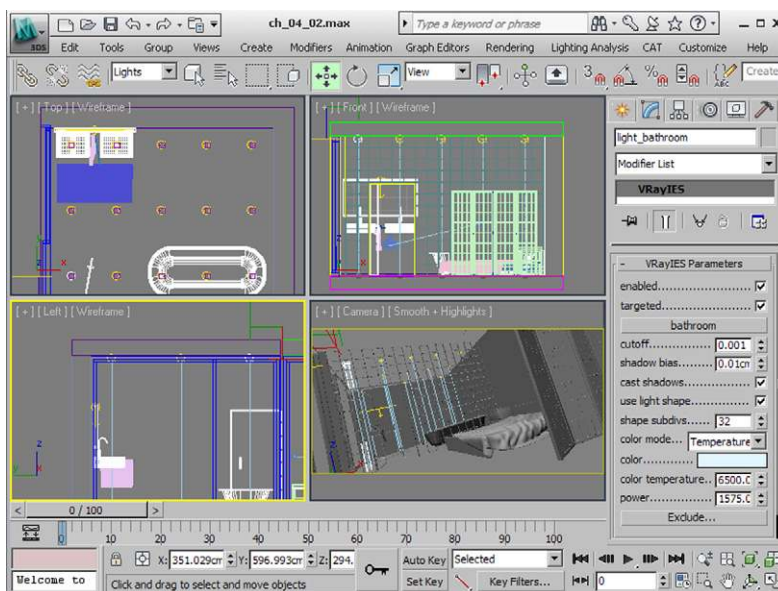 ch_04_02.max
Type a keyword or phrase
3DS
Edit Tools Group Views Create Modifiers Animation Graph Editors Rendering Lighting Analysis CAT Customize Help
Lights View 3 ABC Create
[ + ] [ Top ] [ Wireframe ]
[ + ] [ Front ] [ Wireframe ]
light_bathroom
Modifier List
VRayIES
- VRayIES Parameters
enabled
targeted
bathroom
cutoff 0.001
shadow bias 0.01cm
cast shadows
use light shape
shape subdivs 32
color mode... Temperature
color
color temperature.. 6500.0
power 1575.0
Exclude...
[ + ] [ Left ] [ Wireframe ]
[ + ] [ Camera ] [ Smooth + Highlights ]
< 0 / 100 >
0 10 20 30 40 50 60 70 80 90 100
X: 351.029cm Y: 596.993cm Z: 294.
Auto Key Selected
Welcome to
Click and drag to select and move objects
Set Key Key Filters... 0